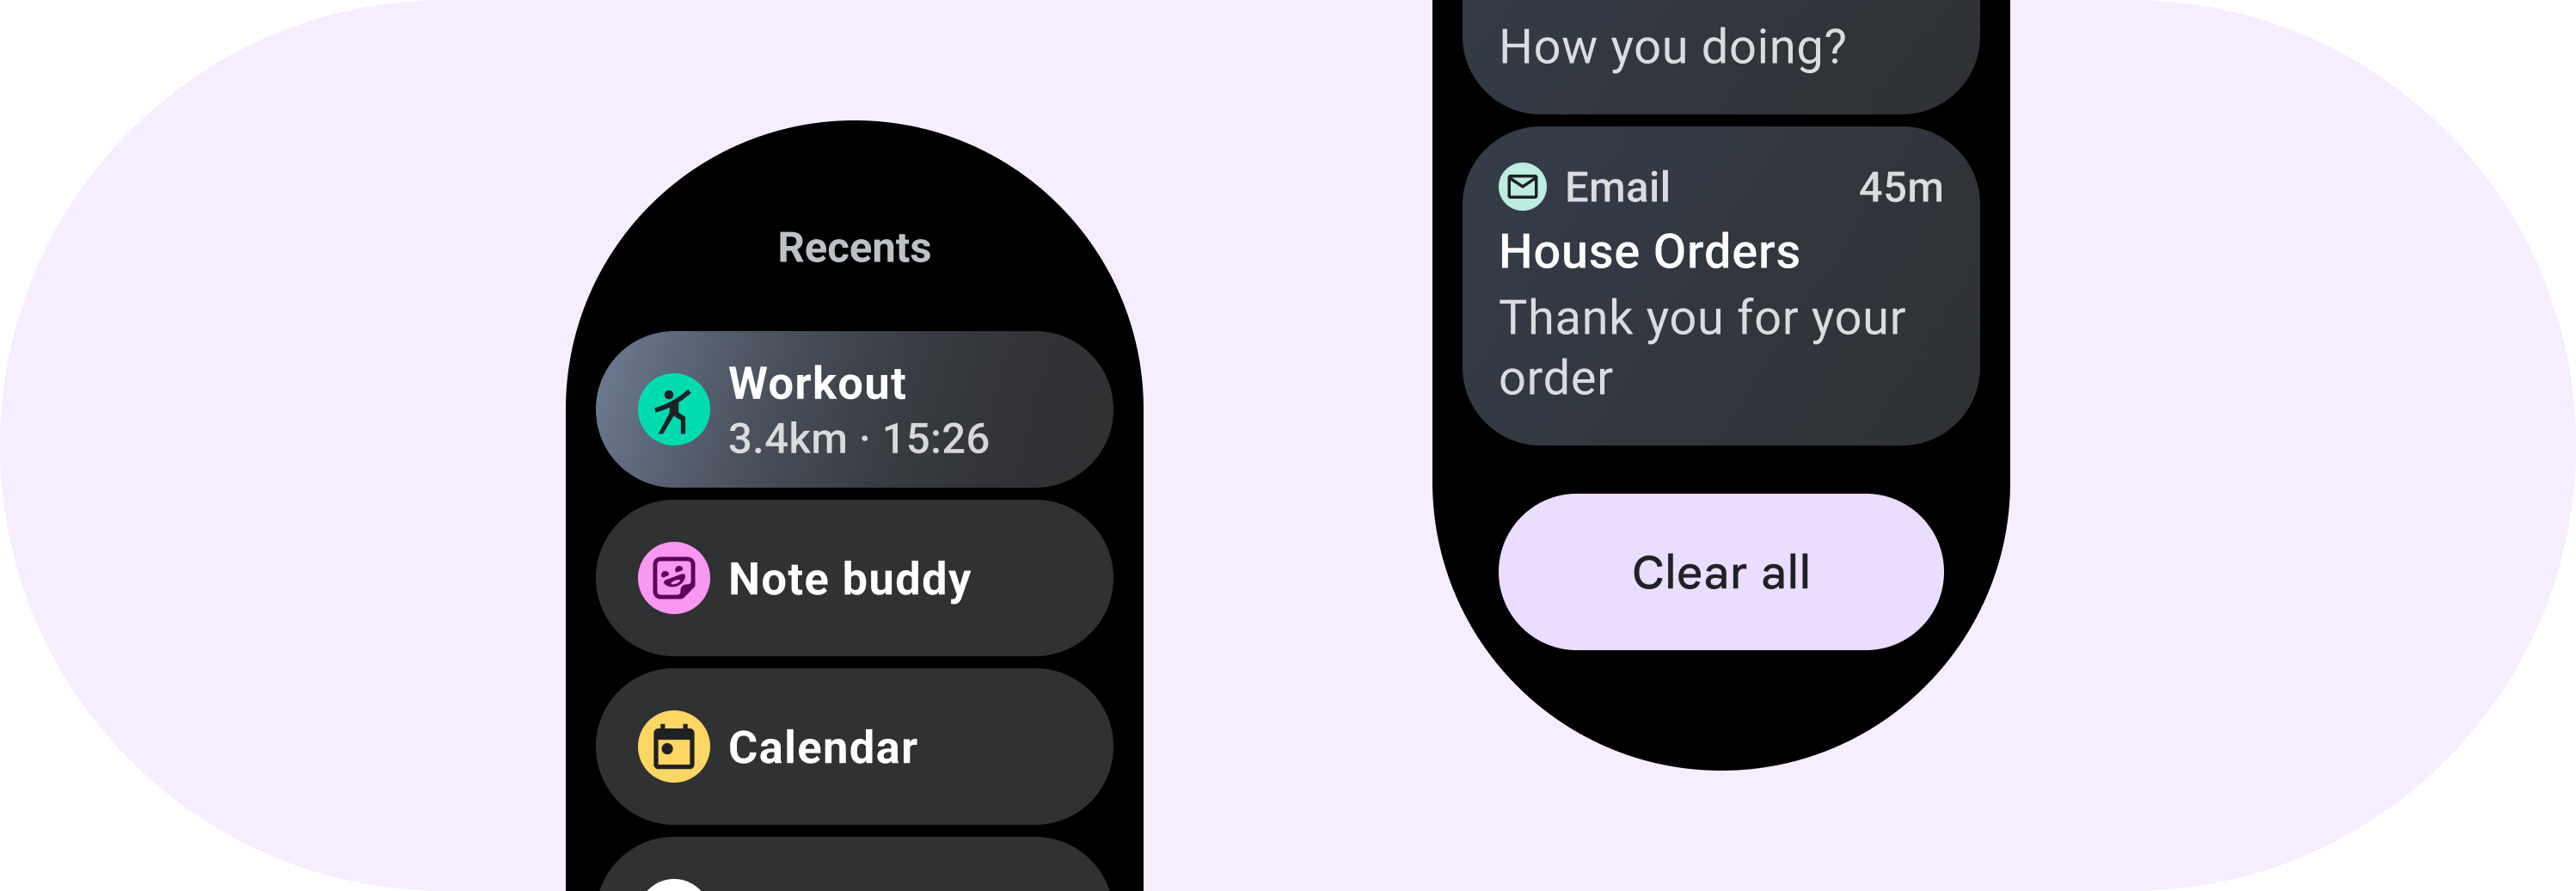 Recents
Workout
3.4km · 15:26
Note buddy
Calendar
How you doing?
Email 45m
House Orders
Thank you for your
order
Clear all